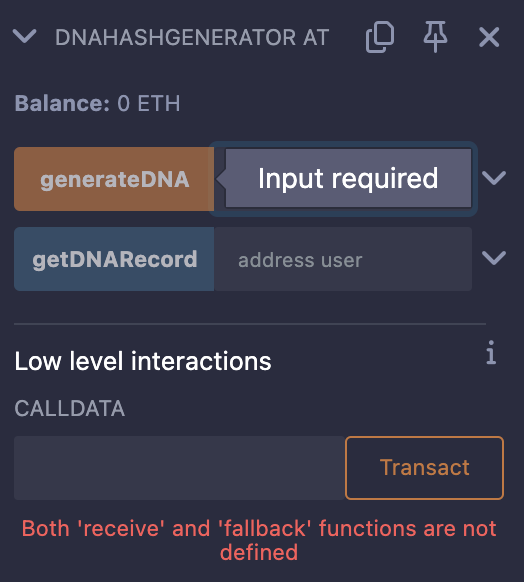 DNAHASHGENERATOR AT
Balance: 0 ETH
generateDNA
Input required
getDNARecord
address user
Low level interactions
i
CALLDATA
Transact
Both 'receive' and 'fallback' functions are not
defined